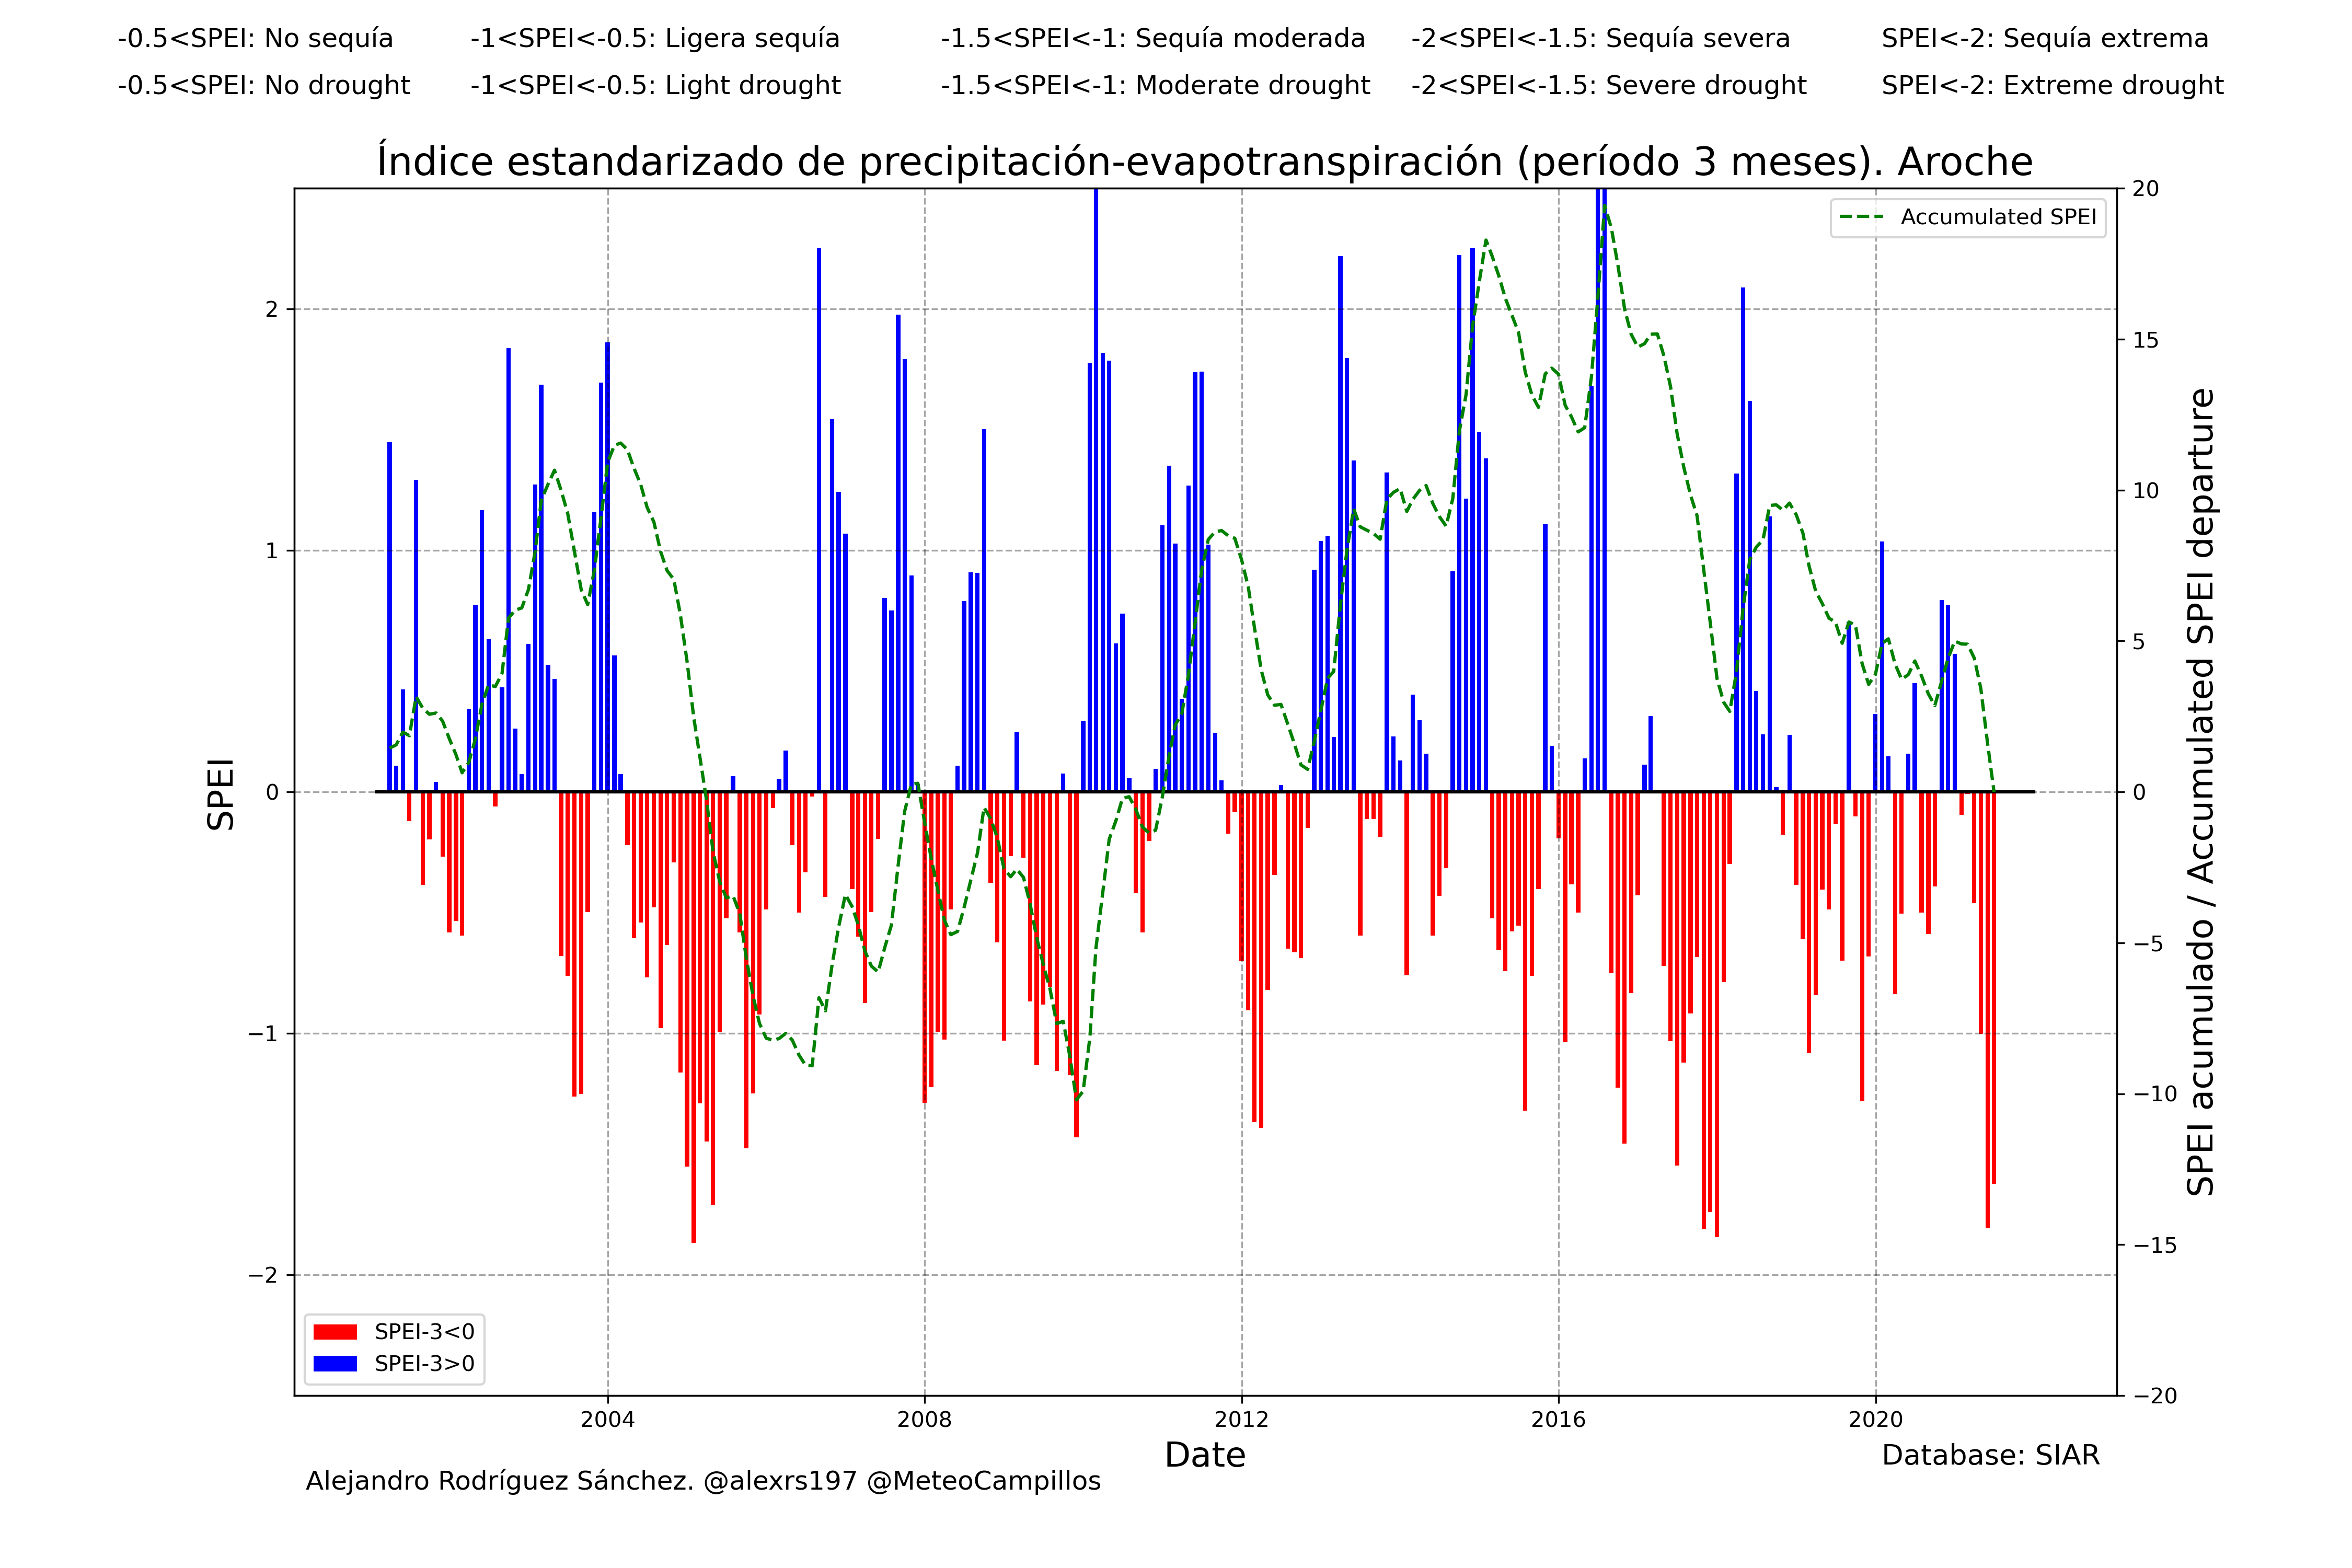 -0.5<SPEI: No sequía -1<SPEI<-0.5: Ligera sequía -1.5<SPEI<-1: Sequía moderada -2<SPEI<-1.5: Sequía severa SPEI<-2: Sequía extrema
-0.5<SPEI: No drought -1<SPEI<-0.5: Light drought -1.5<SPEI<-1: Moderate drought -2<SPEI<-1.5: Severe drought SPEI<-2: Extreme drought
Índice estandarizado de precipitación-evapotranspiración (período 3 meses). Aroche
Accumulated SPEI
SPEI
2
1
0
−1
−2
20
15
10
5
0
−5
−10
−15
−20
SPEI acumulado / Accumulated SPEI departure
SPEI-3<0
SPEI-3>0
2004 2008 2012 2016 2020
Date
Database: SIAR
Alejandro Rodríguez Sánchez. @alexrs197 @MeteoCampillos